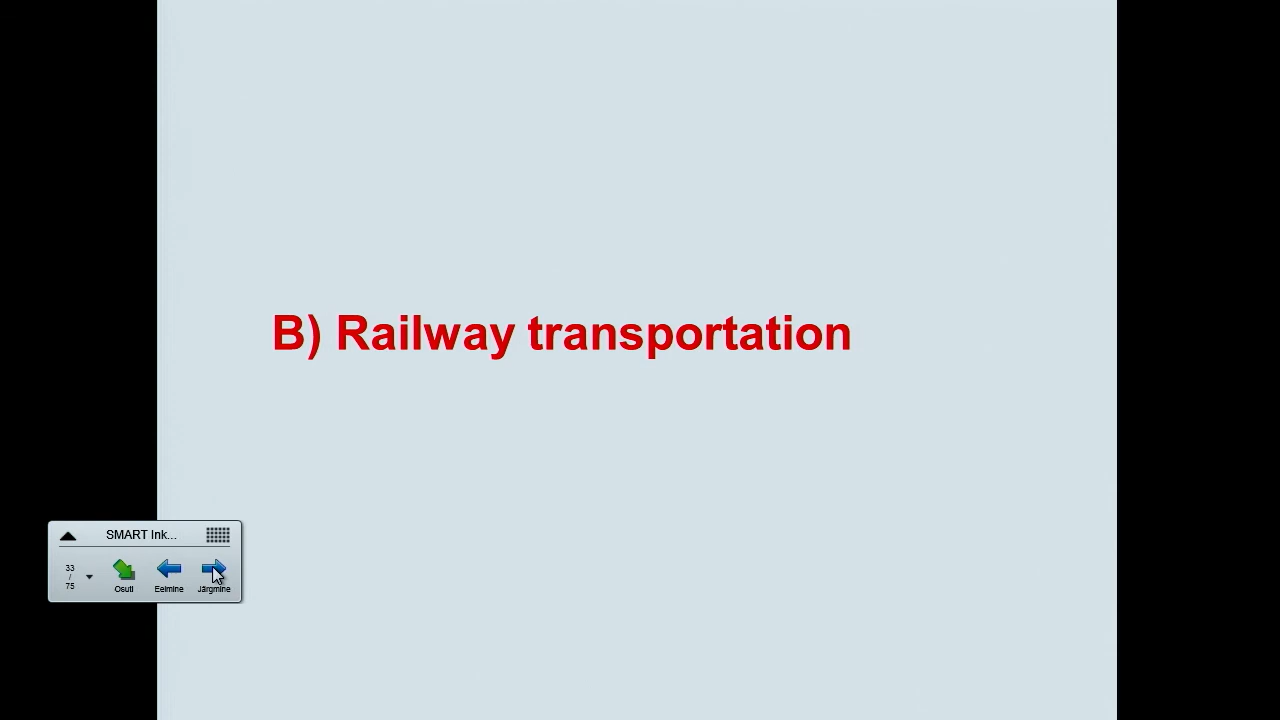 B) Railway transportation
SMART Ink...
33
/
75
Osuti
Eelmine
Järgmine